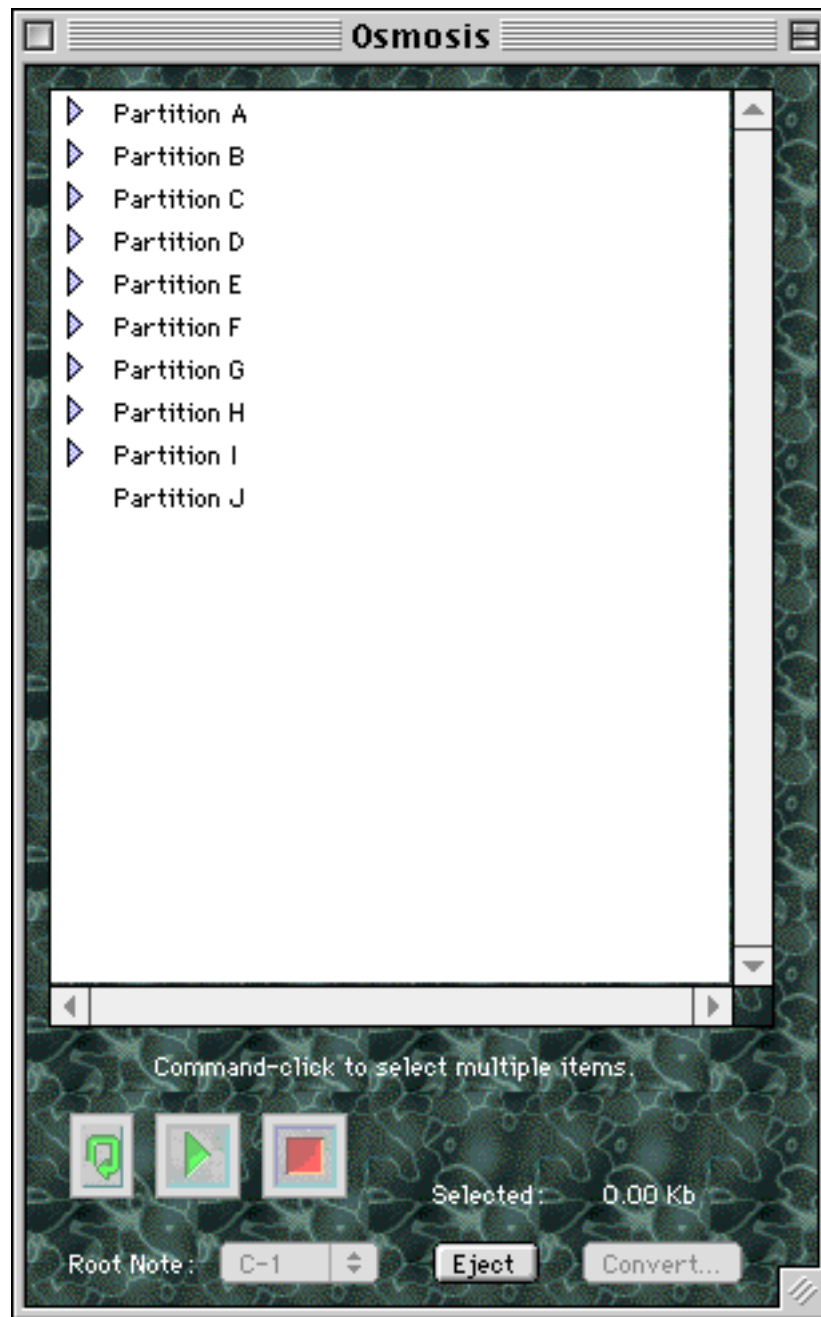 Osmosis
Partition A
Partition B
Partition C
Partition D
Partition E
Partition F
Partition G
Partition H
Partition I
Partition J
Command-click to select multiple items.
Selected: 0.00 Kb
Root Note: C-1 Eject Convert...